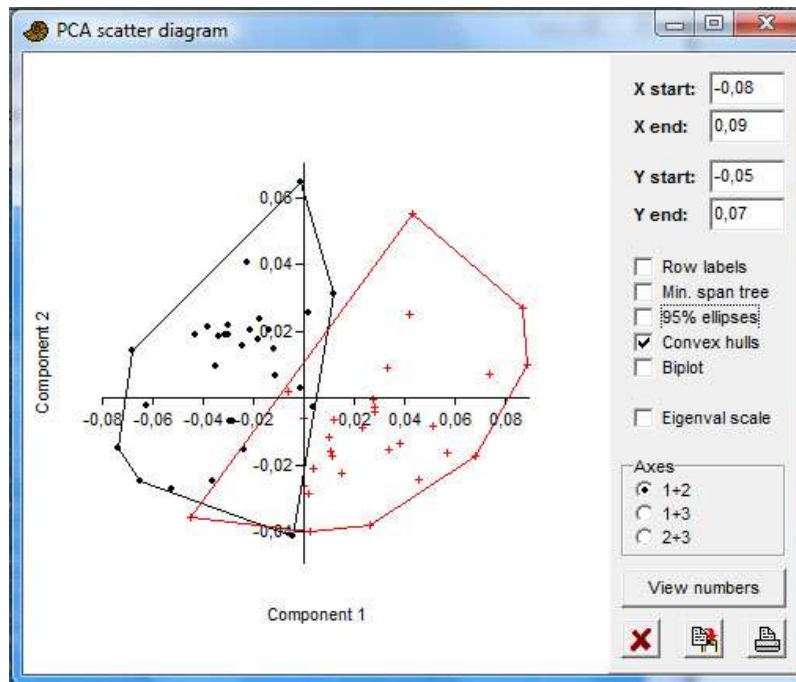 PCA scatter diagram
X start: -0,08
X end: 0,09
Y start: -0,05
Y end: 0,07
Row labels
Min. span tree
95% ellipses
Convex hulls
Biplot
Eigenval scale
Axes
1+2
1+3
2+3
View numbers
Component 2
0,06
0,04
0,02
-0,08 -0,06 -0,04 -0,02 0,02 0,04 0,06 0,08
-0,02
-0,04
Component 1